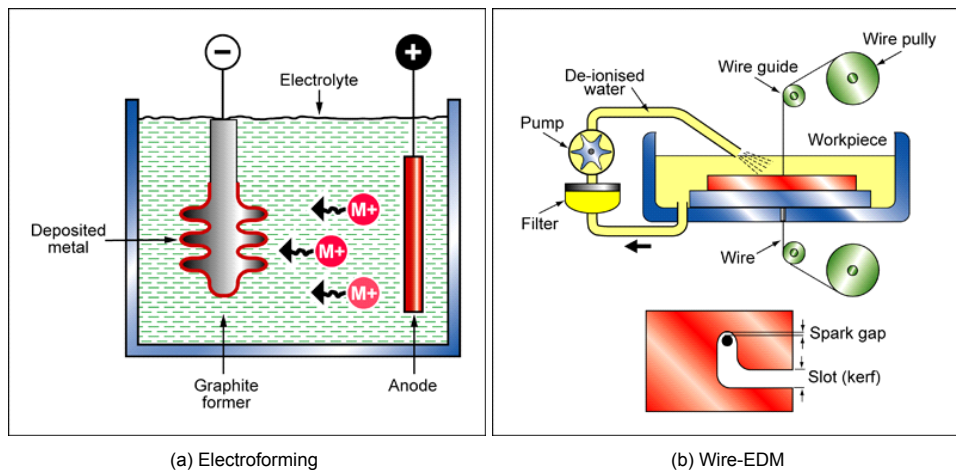 −
+
Electrolyte
M+
M+
M+
Deposited
metal
Graphite
former
Anode
(a) Electroforming
Wire pully
Wire guide
De-ionised
water
Pump
Workpiece
Filter
Wire
Spark gap
Slot (kerf)
(b) Wire-EDM